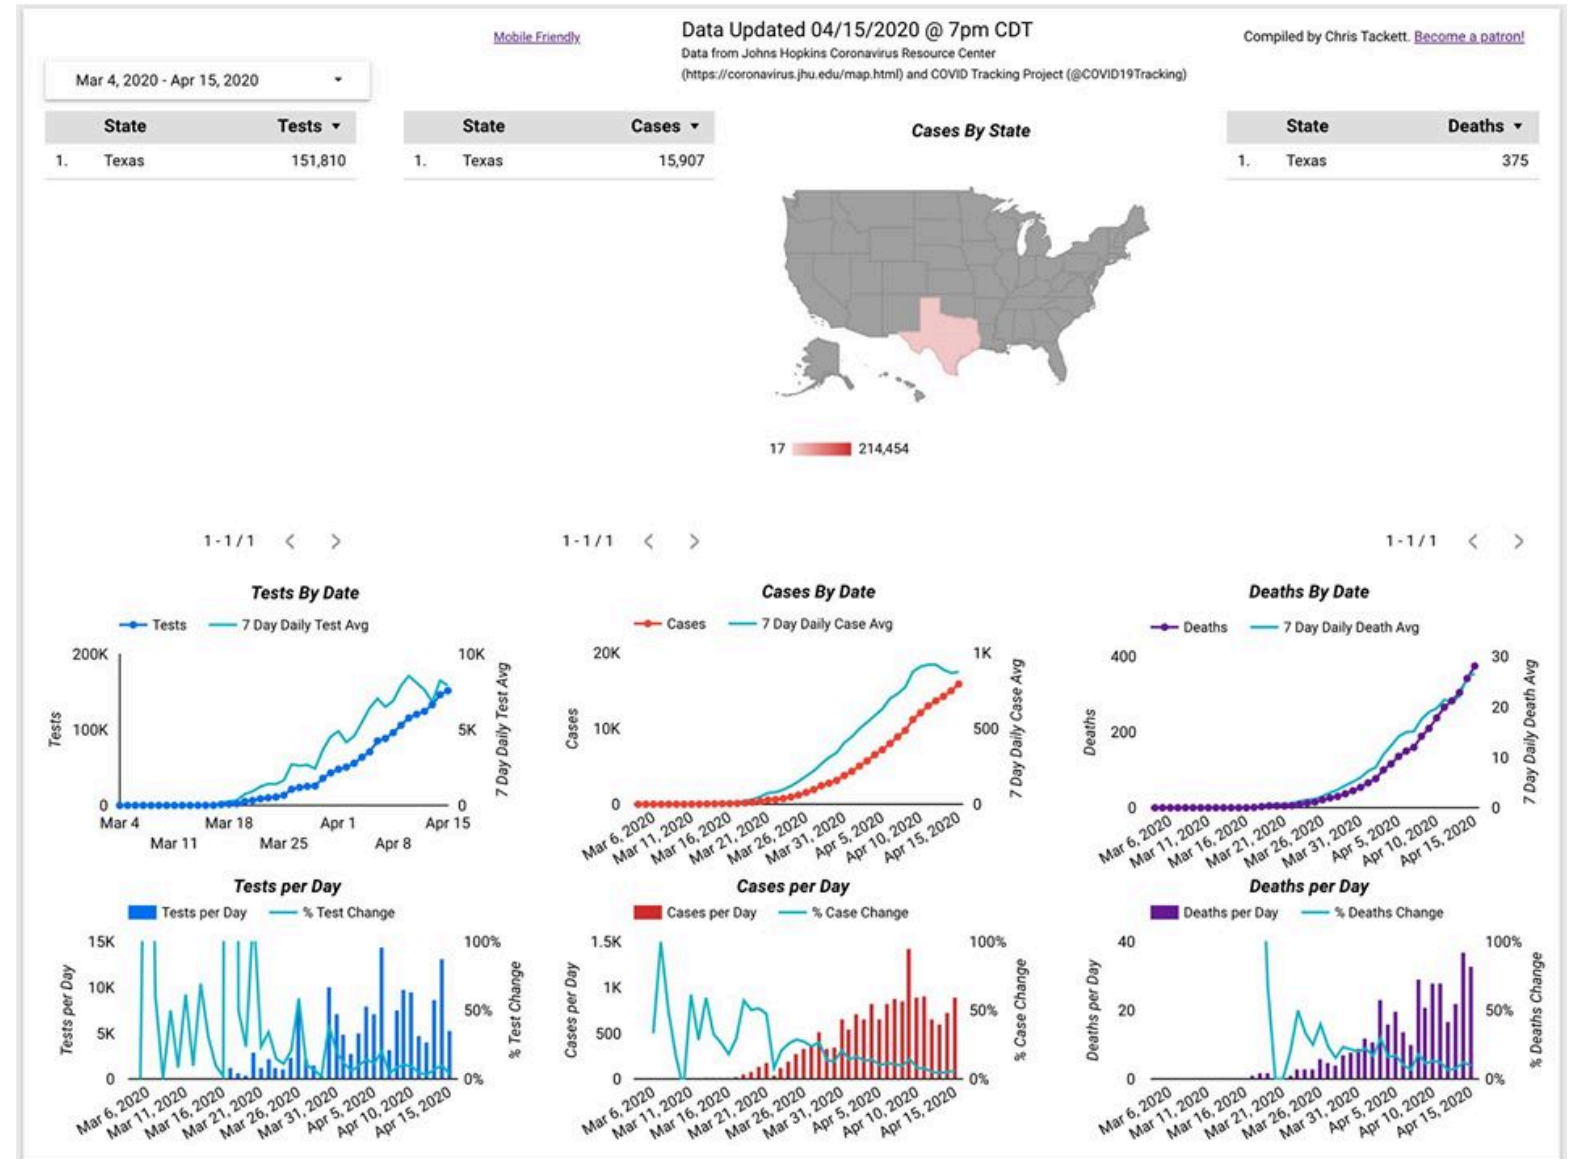 Mobile Friendly
Data Updated 04/15/2020 @ 7pm CDT
Data from Johns Hopkins Coronavirus Resource Center
(https://coronavirus.jhu.edu/map.html) and COVID Tracking Project (@COVID19Tracking)
Compiled by Chris Tackett. Become a patron!
Mar 4, 2020 - Apr 15, 2020
State Tests
1. Texas 151,810
State Cases
1. Texas 15,907
Cases By State
17 214,454
State Deaths
1. Texas 375
1 - 1 / 1
1 - 1 / 1
1 - 1 / 1
Tests By Date
Tests 7 Day Daily Test Avg
200K 10K
100K 5K
0 0
Tests
7 Day Daily Test Avg
Mar 4 Mar 18 Apr 1 Apr 15
Mar 11 Mar 25 Apr 8
Cases By Date
Cases 7 Day Daily Case Avg
20K 1K
10K 500
0 0
Cases
7 Day Daily Case Avg
Mar 6, 2020 Mar 11, 2020 Mar 16, 2020 Mar 21, 2020 Mar 26, 2020 Mar 31, 2020 Apr 5, 2020 Apr 10, 2020 Apr 15, 2020
Deaths By Date
Deaths 7 Day Daily Death Avg
400 30
20
200
10
0 0
Deaths
7 Day Daily Death Avg
Mar 6, 2020 Mar 11, 2020 Mar 16, 2020 Mar 21, 2020 Mar 26, 2020 Mar 31, 2020 Apr 5, 2020 Apr 10, 2020 Apr 15, 2020
Tests per Day
Tests per Day % Test Change
15K 100%
10K
50%
5K
0 0%
Tests per Day
% Test Change
Mar 6, 2020 Mar 11, 2020 Mar 16, 2020 Mar 21, 2020 Mar 26, 2020 Mar 31, 2020 Apr 5, 2020 Apr 10, 2020 Apr 15, 2020
Cases per Day
Cases per Day % Case Change
1.5K 100%
1K
50%
500
0 0%
Cases per Day
% Case Change
Mar 6, 2020 Mar 11, 2020 Mar 16, 2020 Mar 21, 2020 Mar 26, 2020 Mar 31, 2020 Apr 5, 2020 Apr 10, 2020 Apr 15, 2020
Deaths per Day
Deaths per Day % Deaths Change
40 100%
20 50%
0 0%
Deaths per Day
% Deaths Change
Mar 6, 2020 Mar 11, 2020 Mar 16, 2020 Mar 21, 2020 Mar 26, 2020 Mar 31, 2020 Apr 5, 2020 Apr 10, 2020 Apr 15, 2020